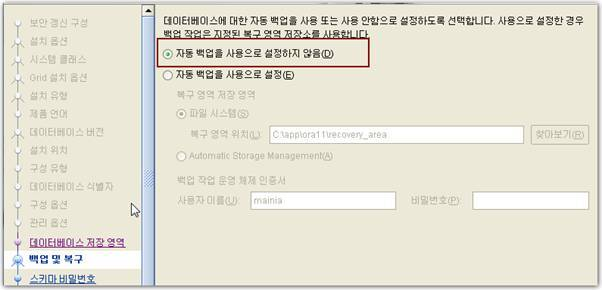 보안 갱신 구성
설치 옵션
시스템 클래스
Grid 설치 옵션
설치 유형
제품 언어
데이터베이스 버전
설치 위치
구성 유형
데이터베이스 식별자
구성 옵션
관리 옵션
데이터베이스 저장 영역
백업 및 복구
스키마 비밀번호
데이터베이스에 대한 자동 백업을 사용 또는 사용 안함으로 설정하도록 선택합니다. 사용으로 설정한 경우
백업 작업은 지정된 복구 영역 저장소를 사용합니다.
자동 백업을 사용으로 설정하지 않음(D)
자동 백업을 사용으로 설정(E)
복구 영역 저장 영역
파일 시스템(S)
복구 영역 위치(L): C:\app\ora11\recovery_area 찾아보기(R)
Automatic Storage Management(A)
백업 작업 운영 체제 인증서
사용자 이름(U): mainia 비밀번호(P):